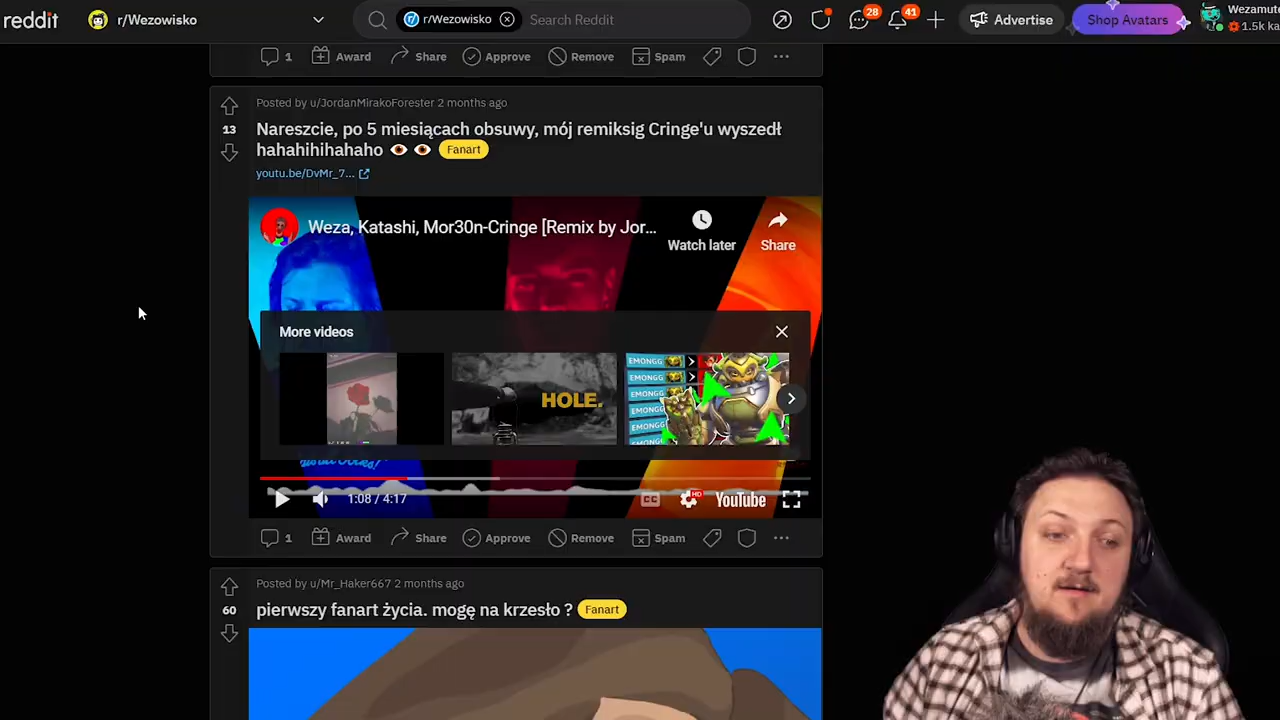 reddit
r/Wezowisko
r/Wezowisko
Search Reddit
28
41
Advertise
Shop Avatars
Wezamute
1.5k ka
1
Award
Share
Approve
Remove
Spam
Posted by u/JordanMirakoForester 2 months ago
13
Nareszcie, po 5 miesiącach obsuwy, mój remiksig Cringe'u wyszedł
hahahihihahaho
Fanart
youtu.be/DvMr_7...
Weza, Katashi, Mor30n-Cringe [Remix by Jor...
Watch later
Share
More videos
HOLE.
EMONGG
EMONGG
EMONGG
EMONGG
EMONGG
1:08 / 4:17
CC
HD
YouTube
1
Award
Share
Approve
Remove
Spam
Posted by u/Mr_Haker667 2 months ago
60
pierwszy fanart życia. mogę na krzesło ?
Fanart